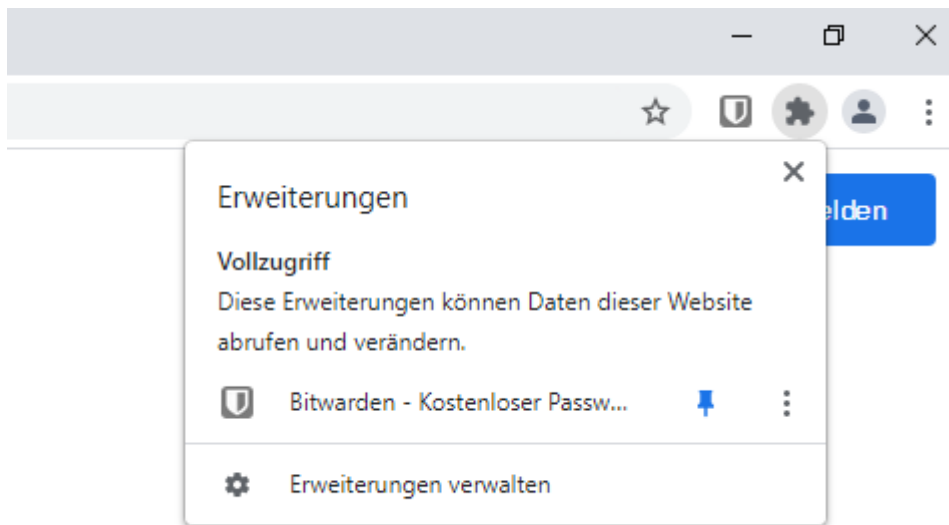 elden
Erweiterungen
Vollzugriff
Diese Erweiterungen können Daten dieser Website
abrufen und verändern.
Bitwarden - Kostenloser Passw...
Erweiterungen verwalten